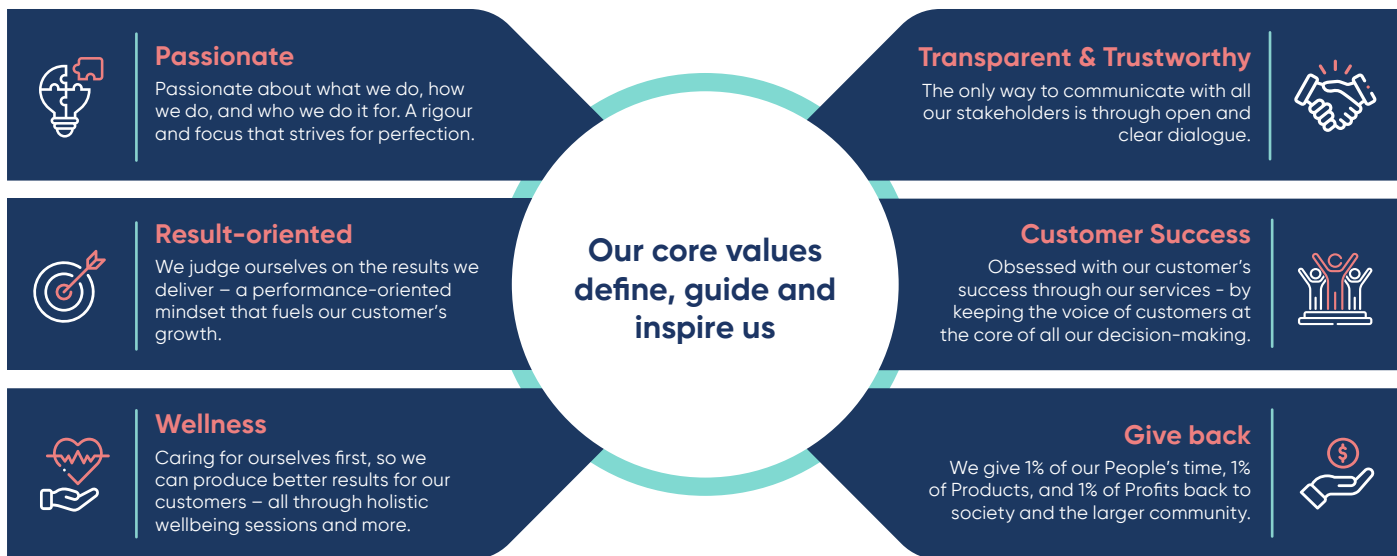 Passionate
Passionate about what we do, how
we do, and who we do it for. A rigour
and focus that strives for perfection.
Result-oriented
We judge ourselves on the results we
deliver – a performance-oriented
mindset that fuels our customer’s
growth.
Wellness
Caring for ourselves first, so we
can produce better results for our
customers – all through holistic
wellbeing sessions and more.
Our core values
define, guide and
inspire us
Transparent & Trustworthy
The only way to communicate with all
our stakeholders is through open and
clear dialogue.
Customer Success
Obsessed with our customer’s
success through our services - by
keeping the voice of customers at
the core of all our decision-making.
Give back
We give 1% of our People’s time, 1%
of Products, and 1% of Profits back to
society and the larger community.
$